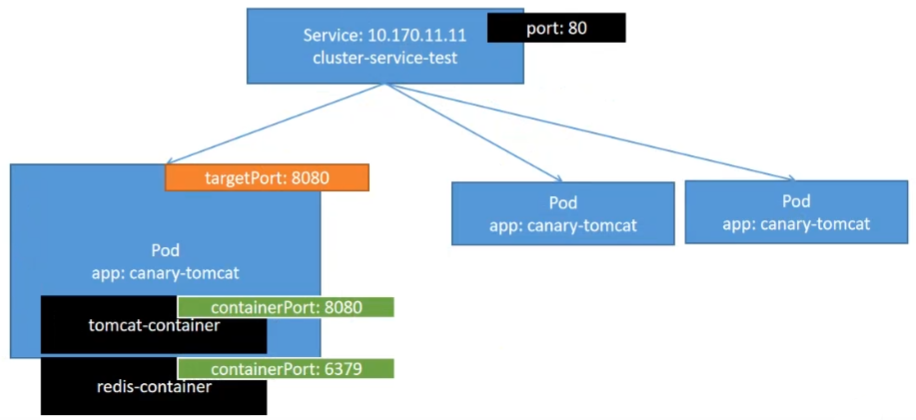 Service: 10.170.11.11
cluster-service-test
port: 80
targetPort: 8080
Pod
app: canary-tomcat
containerPort: 8080
tomcat-container
containerPort: 6379
redis-container
Pod
app: canary-tomcat
Pod
app: canary-tomcat